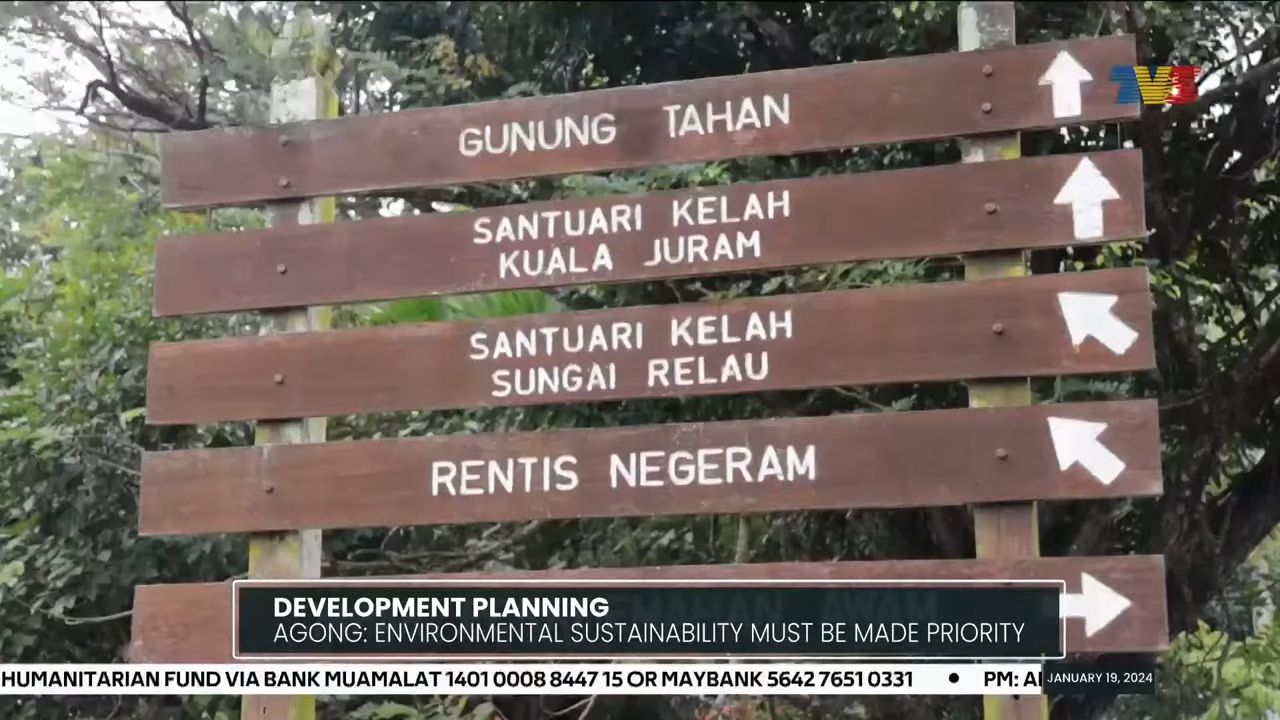 GUNUNG TAHAN
TV1
SANTUARI KELAH
KUALA JURAM
SANTUARI KELAH
SUNGAI RELAU
RENTIS NEGERAM
DEVELOPMENT PLANNING
AGONG: ENVIRONMENTAL SUSTAINABILITY MUST BE MADE PRIORITY
HUMANITARIAN FUND VIA BANK MUAMALAT 1401 0008 8447 15 OR MAYBANK 5642 7651 0331 • PM:
JANUARY 19, 2024